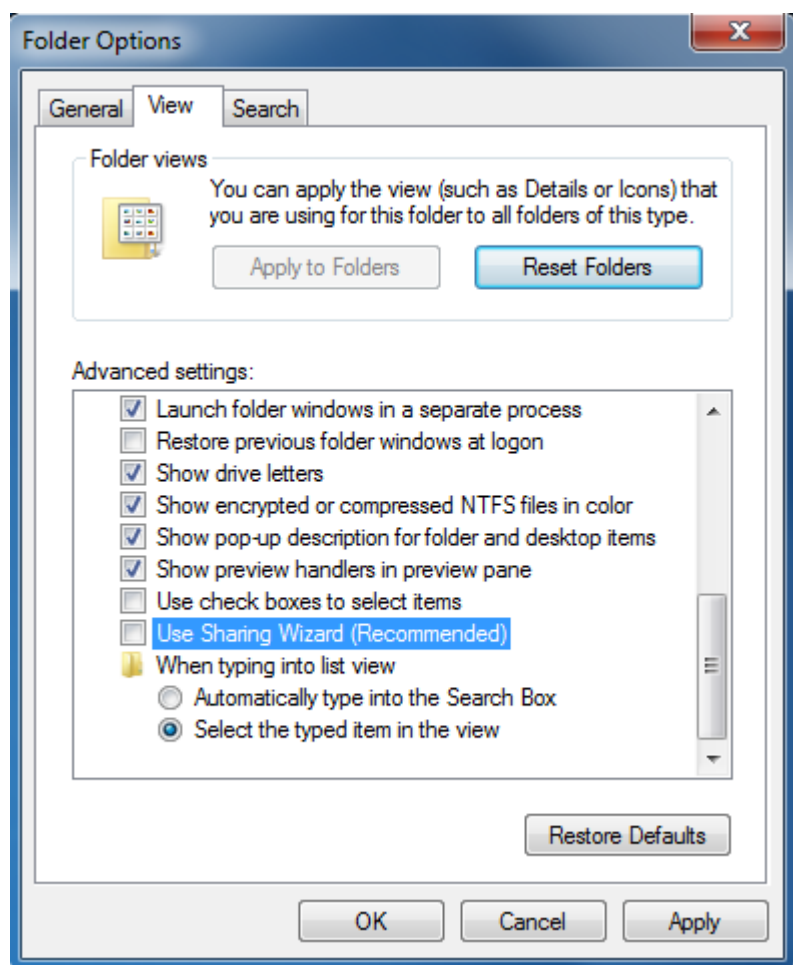 Folder Options
General View Search
Folder views
You can apply the view (such as Details or Icons) that
you are using for this folder to all folders of this type.
Apply to Folders Reset Folders
Advanced settings:
Launch folder windows in a separate process
Restore previous folder windows at logon
Show drive letters
Show encrypted or compressed NTFS files in color
Show pop-up description for folder and desktop items
Show preview handlers in preview pane
Use check boxes to select items
Use Sharing Wizard (Recommended)
When typing into list view
Automatically type into the Search Box
Select the typed item in the view
Restore Defaults
OK Cancel Apply